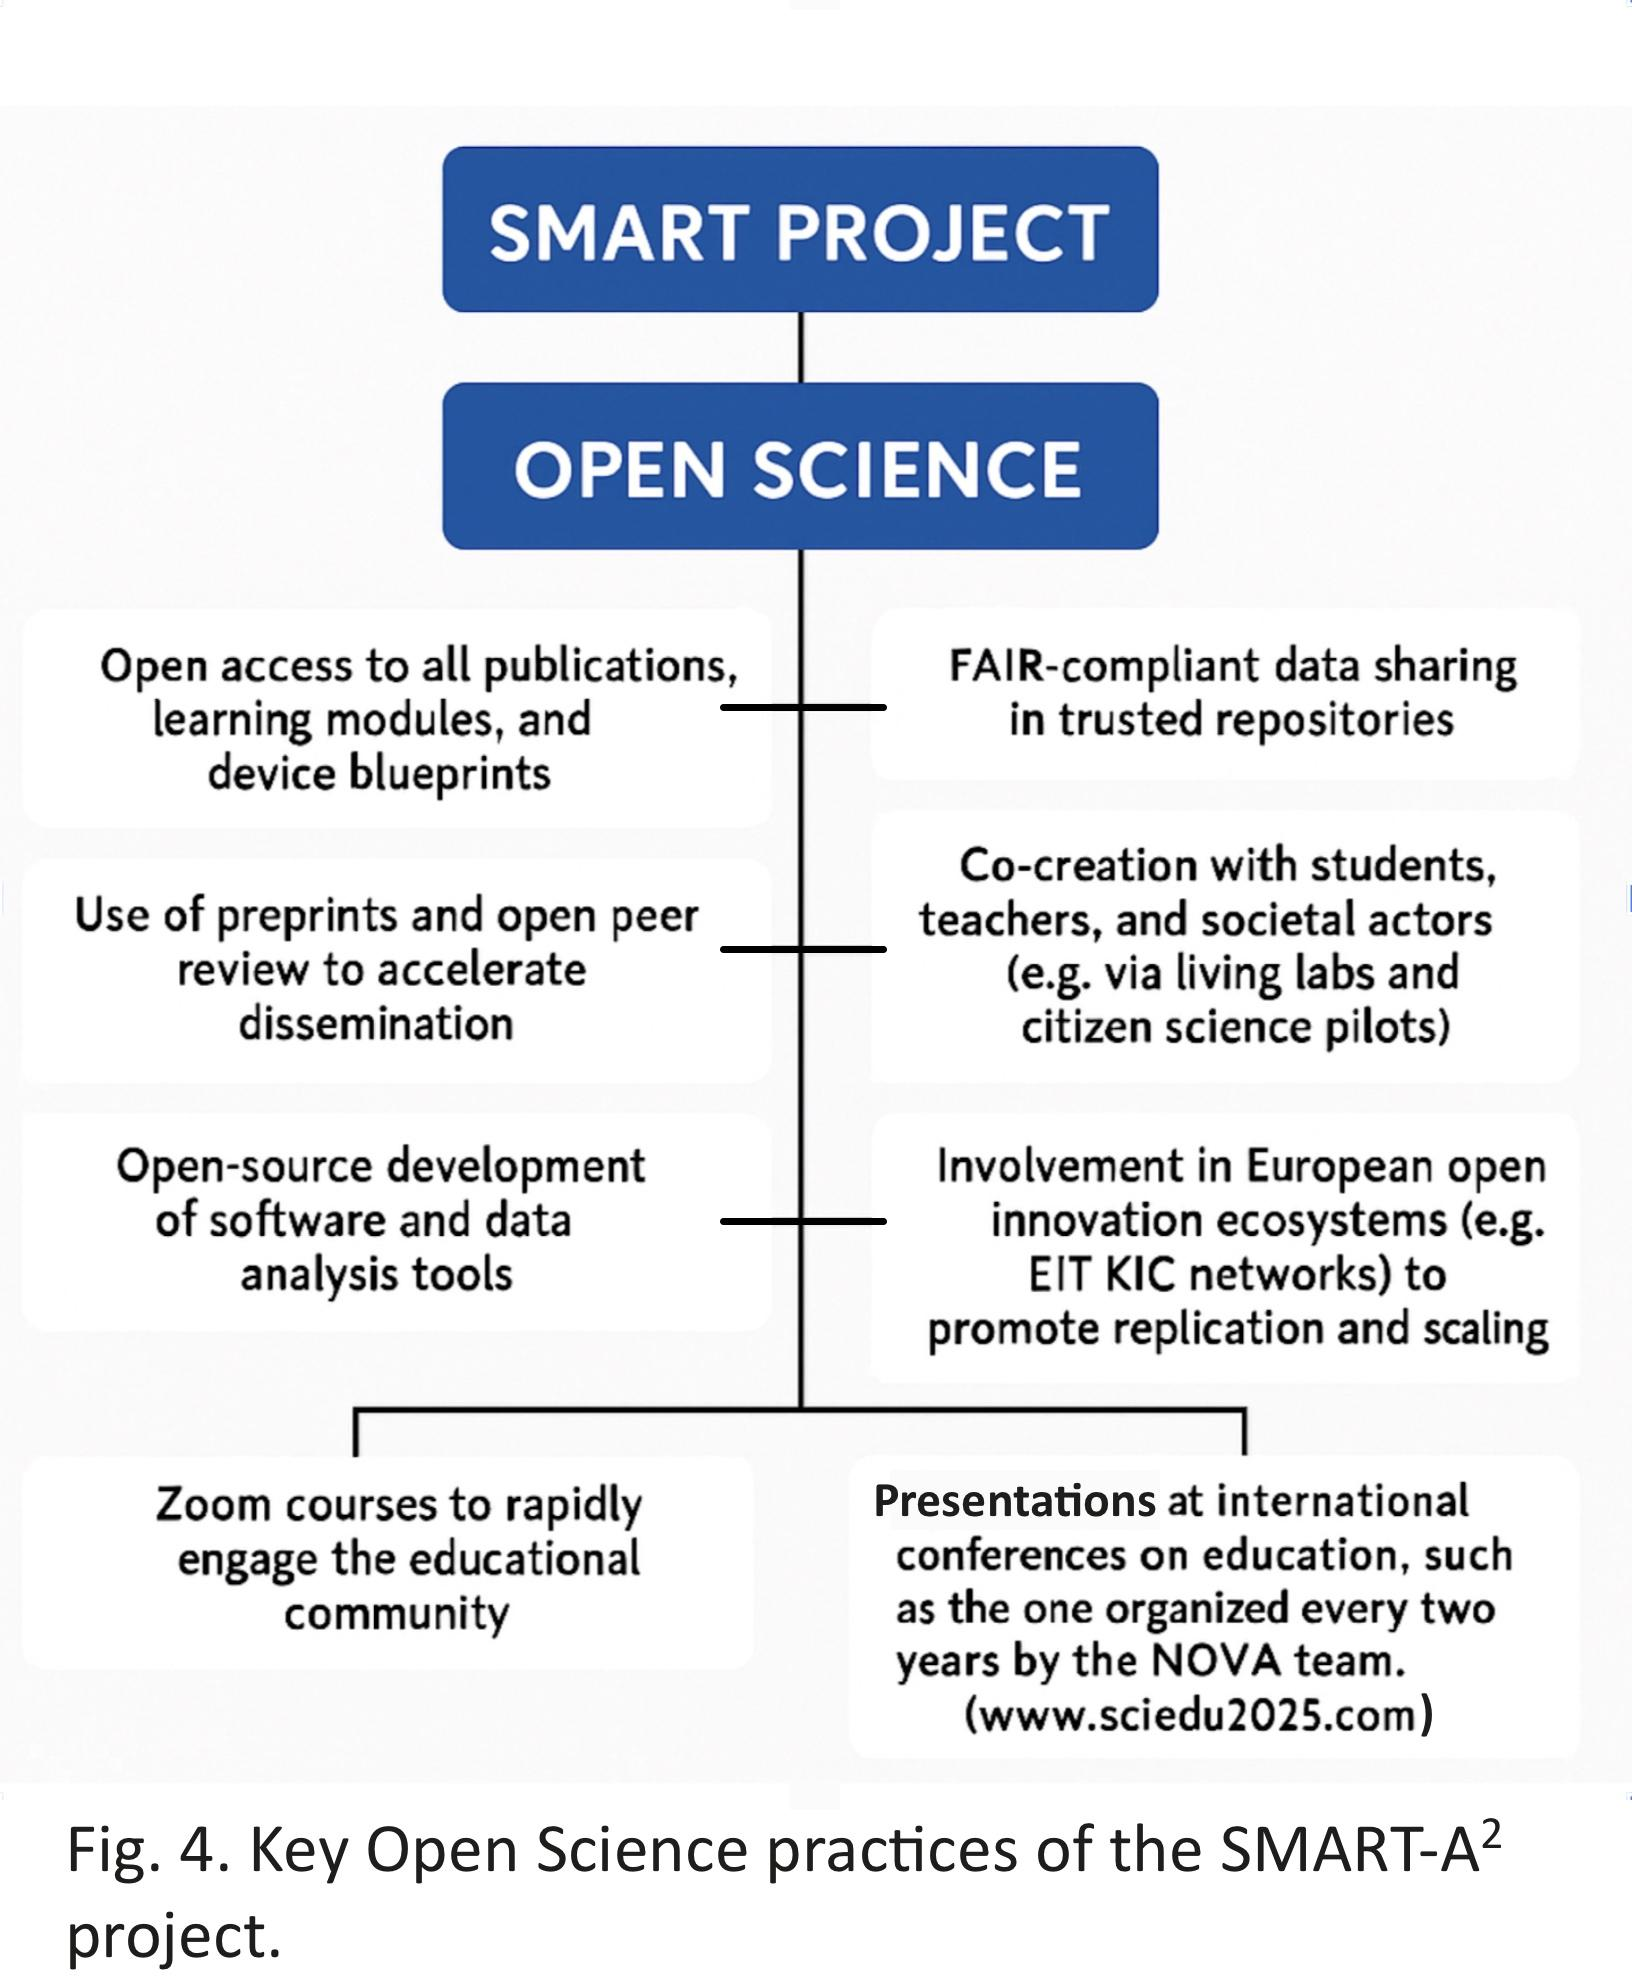 SMART PROJECT
OPEN SCIENCE
Open access to all publications,
learning modules, and
device blueprints
FAIR-compliant data sharing
in trusted repositories
Use of preprints and open peer
review to accelerate
dissemination
Co-creation with students,
teachers, and societal actors
(e.g. via living labs and
citizen science pilots)
Open-source development
of software and data
analysis tools
Involvement in European open
innovation ecosystems (e.g.
EIT KIC networks) to
promote replication and scaling
Zoom courses to rapidly
engage the educational
community
Presentations at international
conferences on education, such
as the one organized every two
years by the NOVA team.
(www.sciedu2025.com)
Fig. 4. Key Open Science practices of the SMART-A²
project.